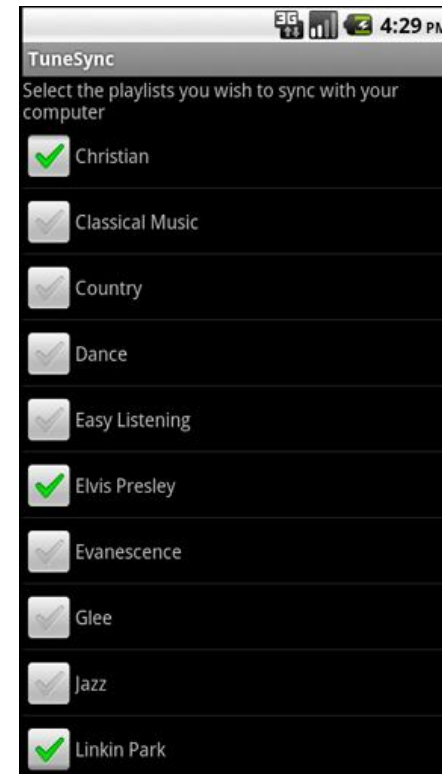 3G 4:29 PM
TuneSync
Select the playlists you wish to sync with your
computer
Christian
Classical Music
Country
Dance
Easy Listening
Elvis Presley
Evanescence
Glee
Jazz
Linkin Park